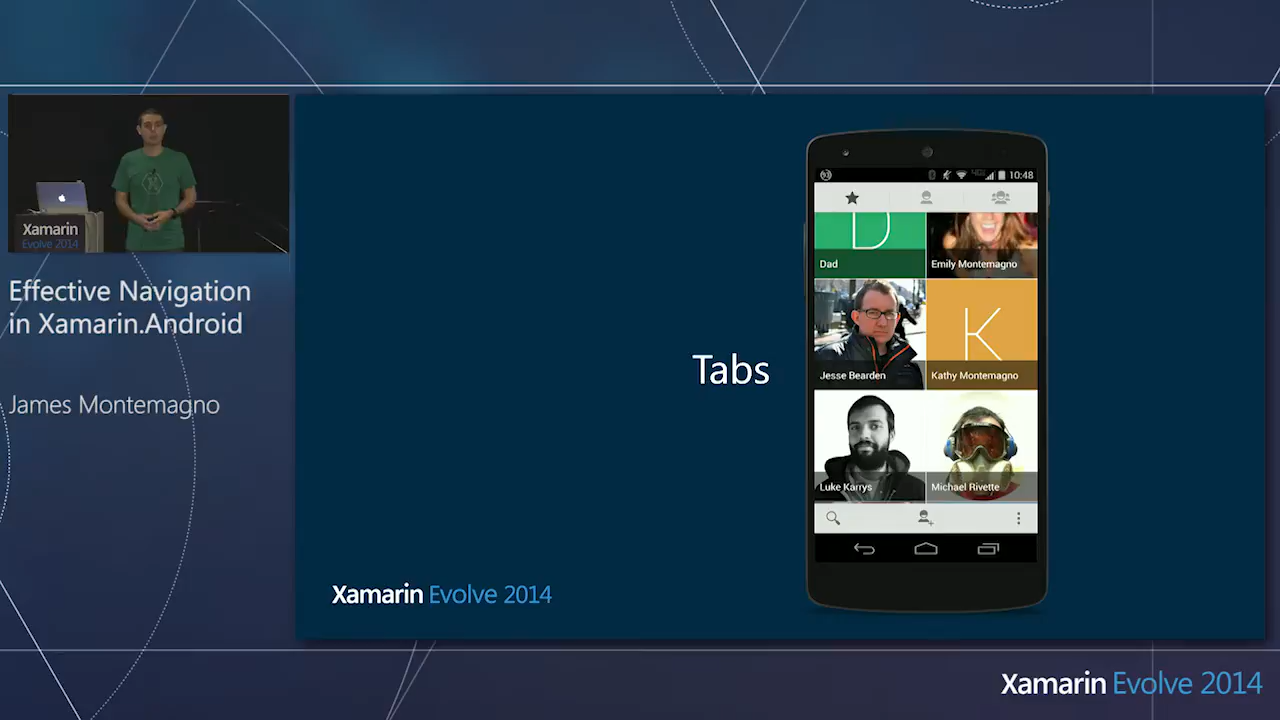 Xamarin
Evolve 2014
Effective Navigation
in Xamarin.Android
James Montemagno
Tabs
10:48
D
Dad
Emily Montemagno
Jesse Bearden
K
Kathy Montemagno
Luke Karrys
Michael Rivette
Xamarin Evolve 2014
Xamarin Evolve 2014